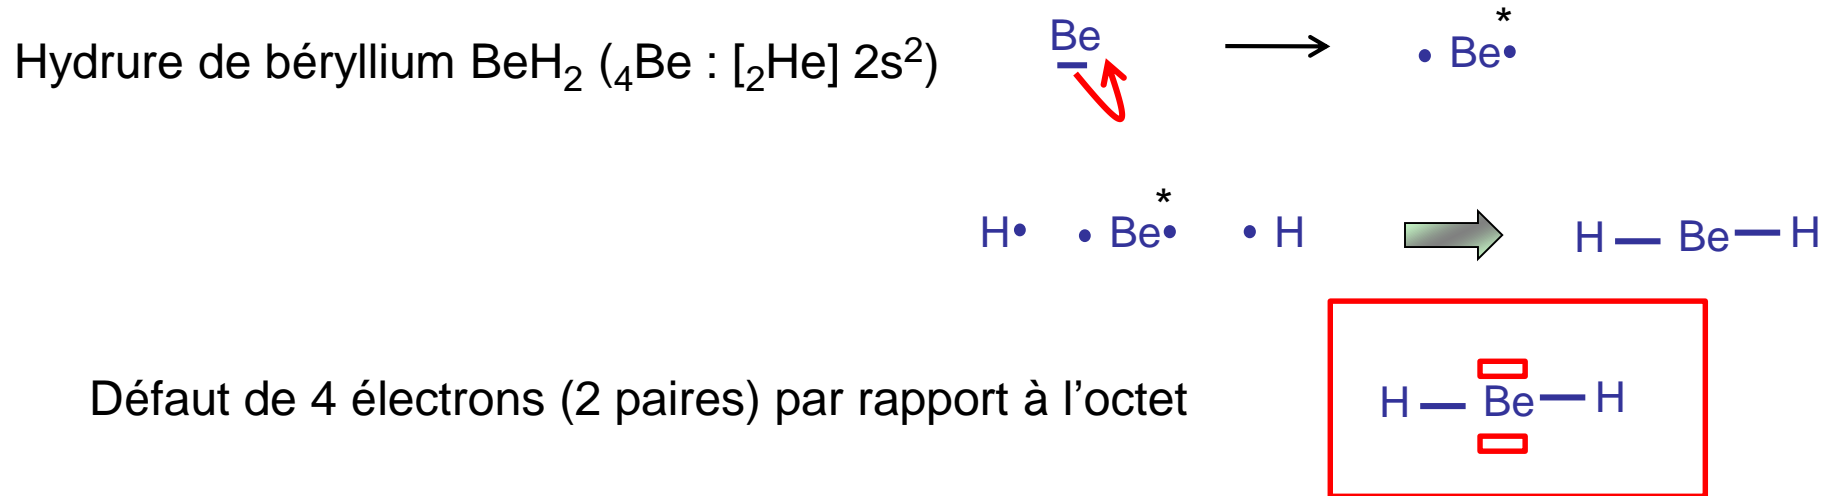 Hydrure de béryllium BeH₂ (₄Be : [₂He] 2s²) Be • Be• *
H• • Be• * • H H Be H
Défaut de 4 électrons (2 paires) par rapport à l’octet H Be H